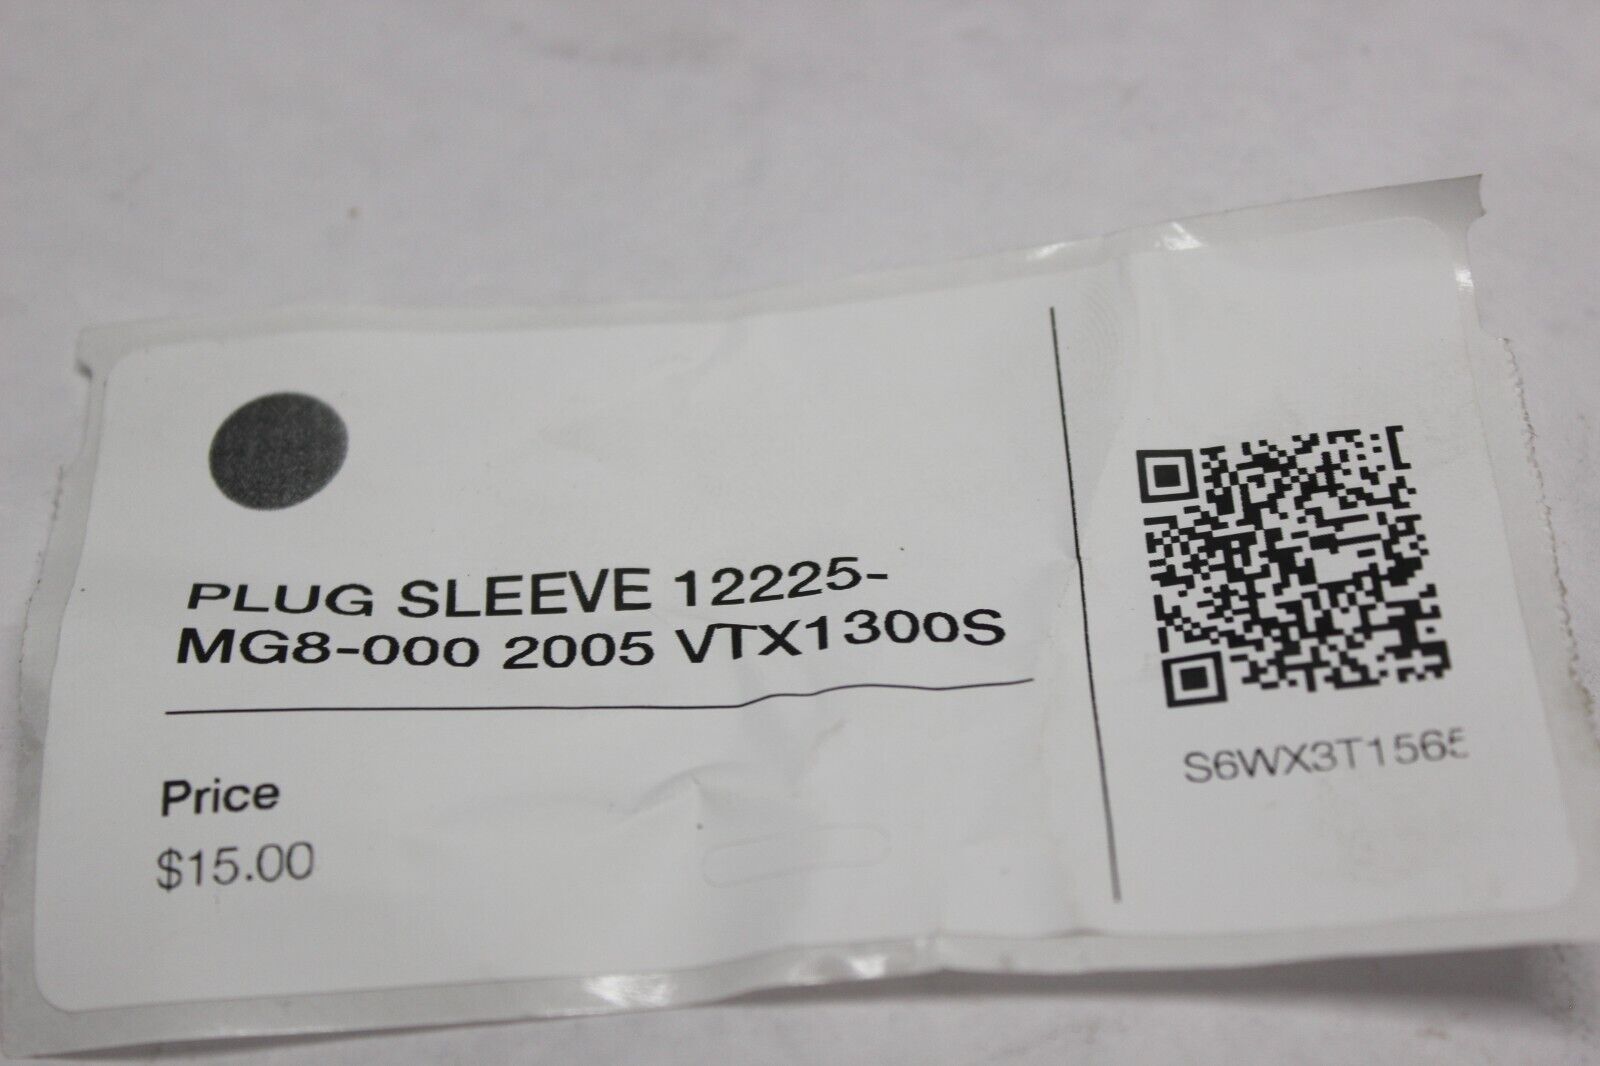 PLUG SLEEVE 12225-
MG8-000 2005 VTX1300S
Price
$15.00
S6WX3T1565